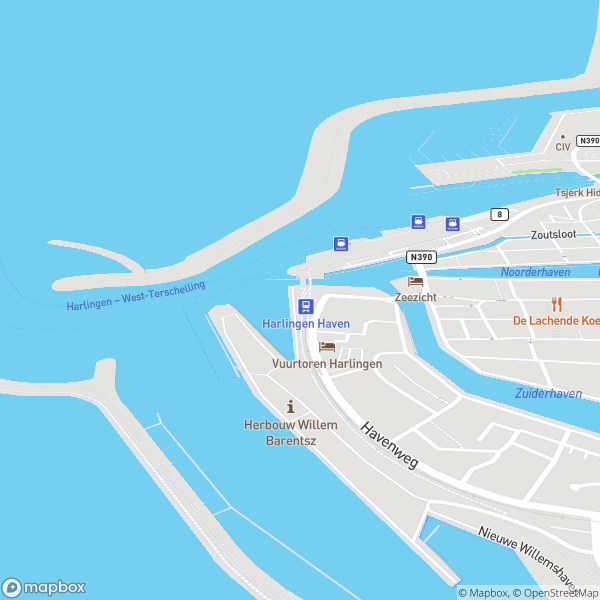 CIV
N390
N390
Tsjerk Hid
8
Zoutsloot
N390
Noorderhaven
Zeezicht
Harlingen – West-Terschelling
De Lachende Koe
Harlingen Haven
Vuurtoren Harlingen
Zuiderhaven
Herbouw Willem
Barentsz
Havenweg
Nieuwe Willemshave
mapbox
© Mapbox, © OpenStreetMap